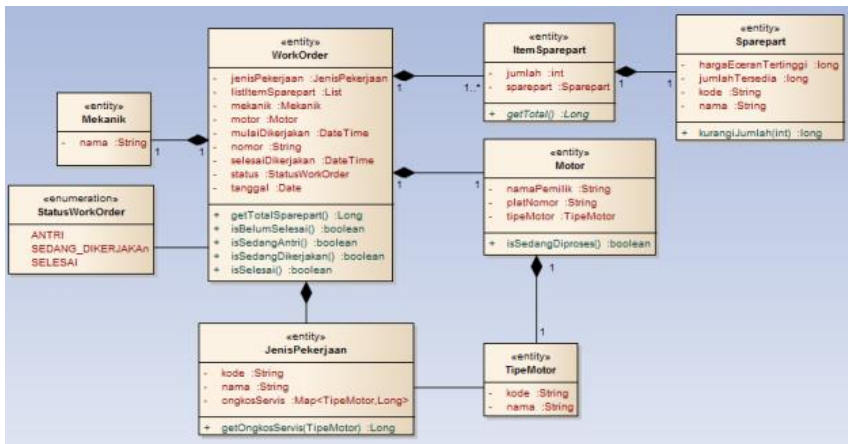 «entity»
WorkOrder
- jenisPekerjaan :JenisPekerjaan
- listItemSparepart :List
- mekanik :Mekanik
- motor :Motor
- mulaiDikerjakan :DateTime
- nomor :String
- selesaiDikerjakan :DateTime
- status :StatusWorkOrder
- tanggal :Date
+ getTotalSparepart() :Long
+ isBelumSelesai() :boolean
+ isSedangAntri() :boolean
+ isSedangDikerjakan() :boolean
+ isSelesai() :boolean
«entity»
ItemSparepart
- jumlah :int
- sparepart :Sparepart
+ getTotal() :Long
«entity»
Sparepart
- hargaEceranTertinggi :long
- jumlahTersedia :long
- kode :String
- nama :String
+ kurangiJumlah(int) :long
1
1..*
1
1
«entity»
Mekanik
- nama :String
1
1
«enumeration»
StatusWorkOrder
ANTRI
SEDANG_DIKERJAKAn
SELESAI
«entity»
Motor
- namaPemilik :String
- platNomor :String
- tipeMotor :TipeMotor
+ isSedangDiproses() :boolean
1
1
1
1
«entity»
JenisPekerjaan
- kode :String
- nama :String
- ongkosServis :Map<TipeMotor,Long>
+ getOngkosServis(TipeMotor) :Long
«entity»
TipeMotor
- kode :String
- nama :String